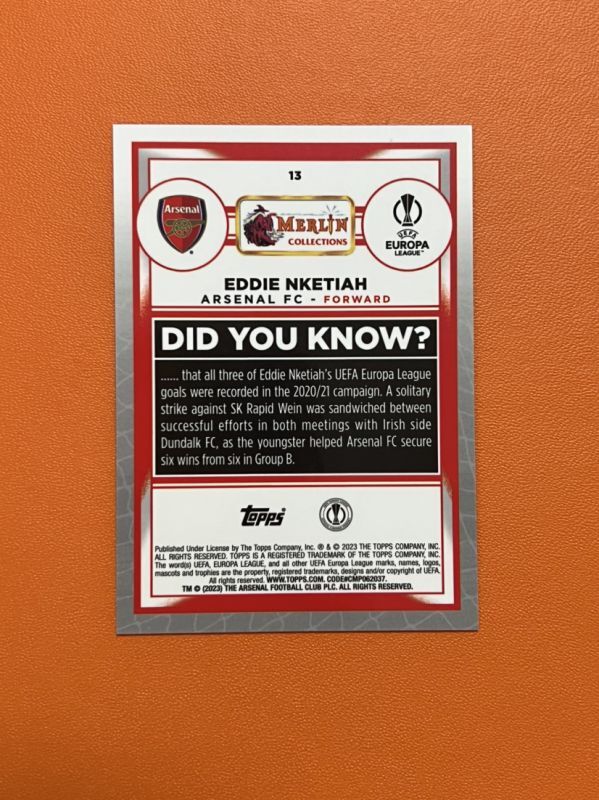 13
Arsenal
MERLIN
COLLECTIONS
UEFA
EUROPA
LEAGUE™
EDDIE NKETIAH
ARSENAL FC - FORWARD
DID YOU KNOW?
...... that all three of Eddie Nketiah's UEFA Europa League
goals were recorded in the 2020/21 campaign. A solitary
strike against SK Rapid Wein was sandwiched between
successful efforts in both meetings with Irish side
Dundalk FC, as the youngster helped Arsenal FC secure
six wins from six in Group B.
TOPPS
Published Under License by The Topps Company, Inc. ® & © 2023 THE TOPPS COMPANY, INC.
ALL RIGHTS RESERVED. TOPPS IS A REGISTERED TRADEMARK OF THE TOPPS COMPANY, INC.
The word(s) UEFA, EUROPA LEAGUE, and all other UEFA Europa League marks, names, logos,
mascots and trophies are the property, registered trademarks, designs and/or copyright of UEFA.
All rights reserved. WWW.TOPPS.COM. CODE#CMP062037.
TM © (2023) THE ARSENAL FOOTBALL CLUB PLC. ALL RIGHTS RESERVED.